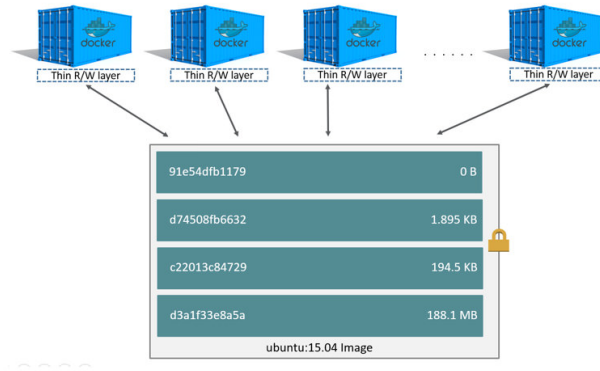 docker docker docker docker
Thin R/W layer Thin R/W layer Thin R/W layer . . . . . . Thin R/W layer
91e54dfb1179 0 B
d74508fb6632 1.895 KB
c22013c84729 194.5 KB
d3a1f33e8a5a 188.1 MB
ubuntu:15.04 Image